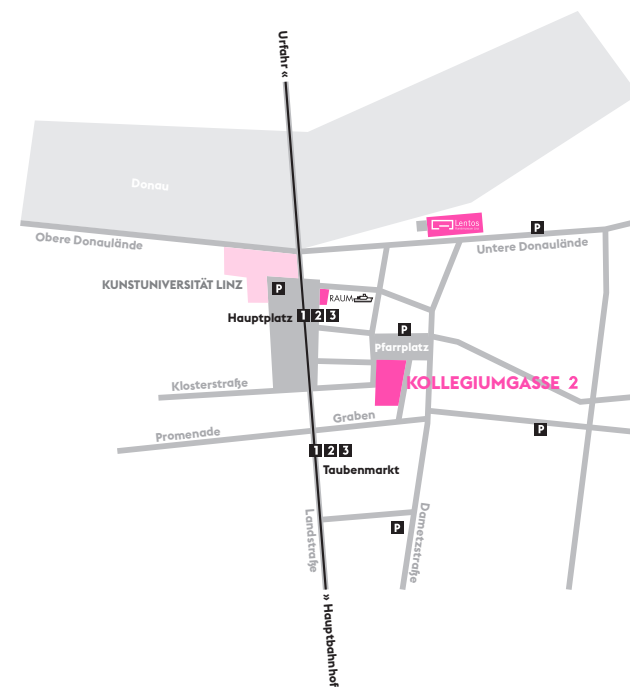 Urfahr «
Donau
Lentos
P
Obere Donaulände
Untere Donaulände
KUNSTUNIVERSITÄT LINZ
P
RAUM
Hauptplatz 1 2 3
P
Pfarrplatz
Klosterstraße
KOLLEGIUMGASSE 2
Graben
Promenade
P
1 2 3
Taubenmarkt
Landstraße
Dametzstraße
P
» Hauptbahnhof